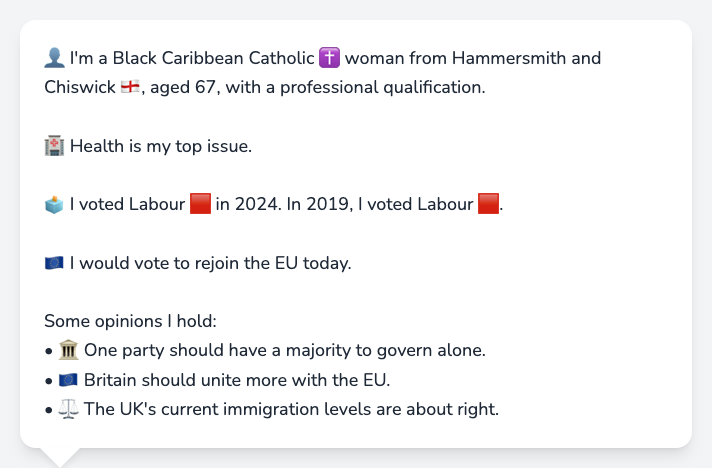 👤 I'm a Black Caribbean Catholic ✝️ woman from Hammersmith and
Chiswick 🏴󠁧󠁢󠁥󠁮󠁧󠁿, aged 67, with a professional qualification.
🏥 Health is my top issue.
🗳️ I voted Labour 🟥 in 2024. In 2019, I voted Labour 🟥.
🇪🇺 I would vote to rejoin the EU today.
Some opinions I hold:
• 🏛️ One party should have a majority to govern alone.
• 🇪🇺 Britain should unite more with the EU.
• ⚖️ The UK's current immigration levels are about right.